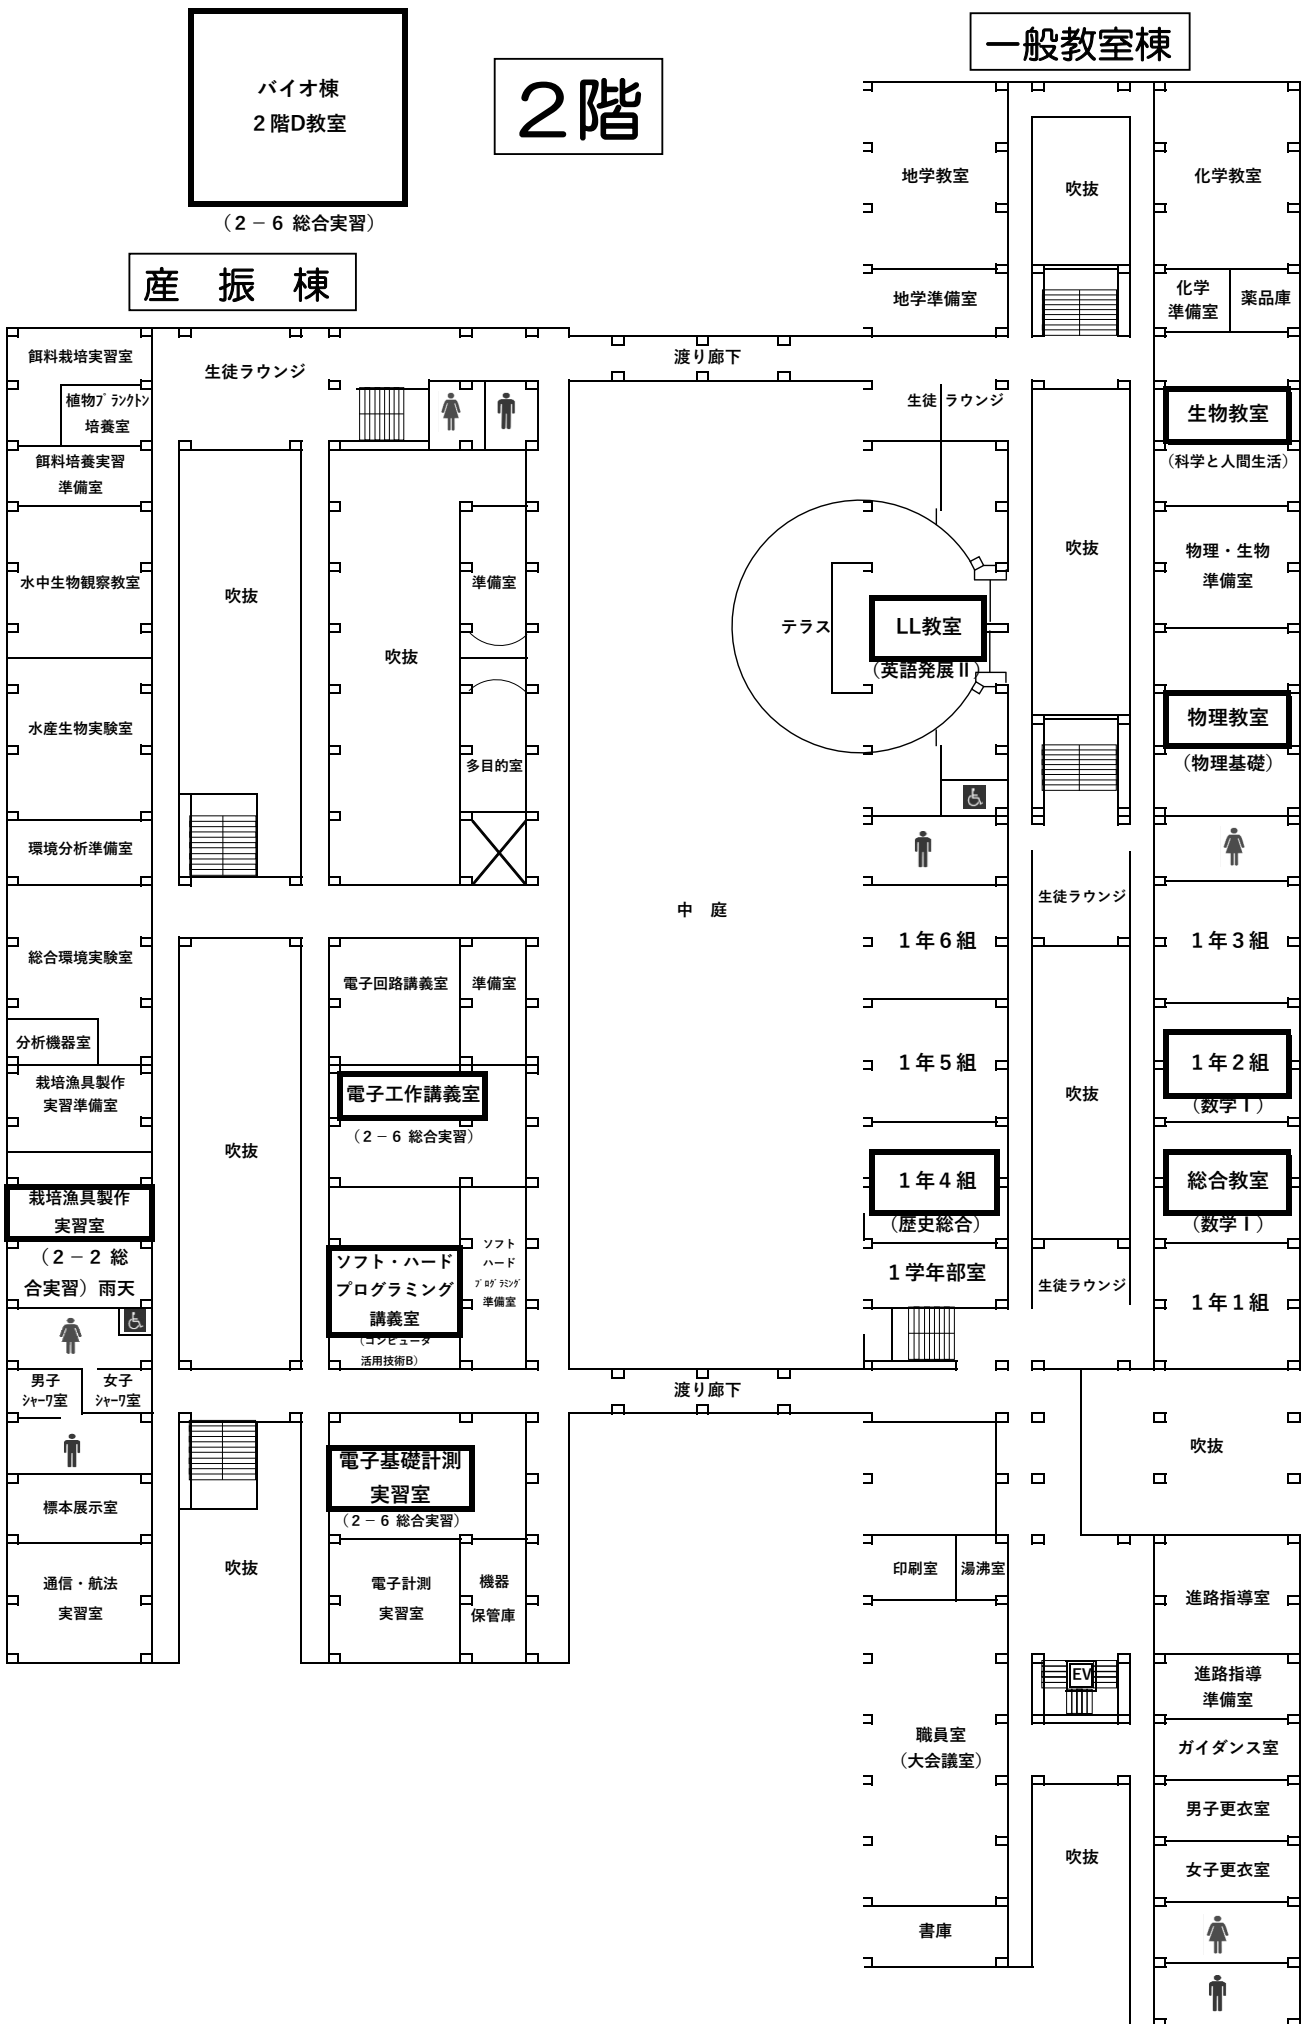 一般教室棟
バイオ棟
２階D教室
２階
（２－６ 総合実習）
産　振　棟
地学教室
吹抜
化学教室
地学準備室
化学
準備室
薬品庫
餌料栽培実習室
生徒ラウンジ
渡り廊下
植物ﾌﾟﾗﾝｸﾄﾝ
培養室
生徒 ラウンジ
生物教室
（科学と人間生活）
餌料培養実習
準備室
水中生物観察教室
吹抜
準備室
吹抜
物理・生物
準備室
テラス
LL教室
（英語発展Ⅱ）
吹抜
水産生物実験室
多目的室
物理教室
（物理基礎）
環境分析準備室
生徒ラウンジ
中　庭
総合環境実験室
電子回路講義室
準備室
１年６組
１年３組
分析機器室
栽培漁具製作
実習準備室
電子工作講義室
（２－６ 総合実習）
１年５組
吹抜
１年２組
（数学Ⅰ）
吹抜
栽培漁具製作
実習室
（２－２ 総
合実習）雨天
ソフト・ハード
プログラミング
講義室
（コンピュータ
活用技術B）
ソフト
ハード
ﾌﾟﾛｸﾞﾗﾐﾝｸﾞ
準備室
１年４組
（歴史総合）
総合教室
（数学Ⅰ）
１学年部室
生徒ラウンジ
１年１組
男子
ｼｬｰﾜ室
女子
ｼｬｰﾜ室
渡り廊下
電子基礎計測
実習室
（２－６ 総合実習）
吹抜
標本展示室
通信・航法
実習室
吹抜
電子計測
実習室
機器
保管庫
印刷室
湯沸室
進路指導室
EV
進路指導
準備室
職員室
（大会議室）
ガイダンス室
男子更衣室
吹抜
女子更衣室
書庫